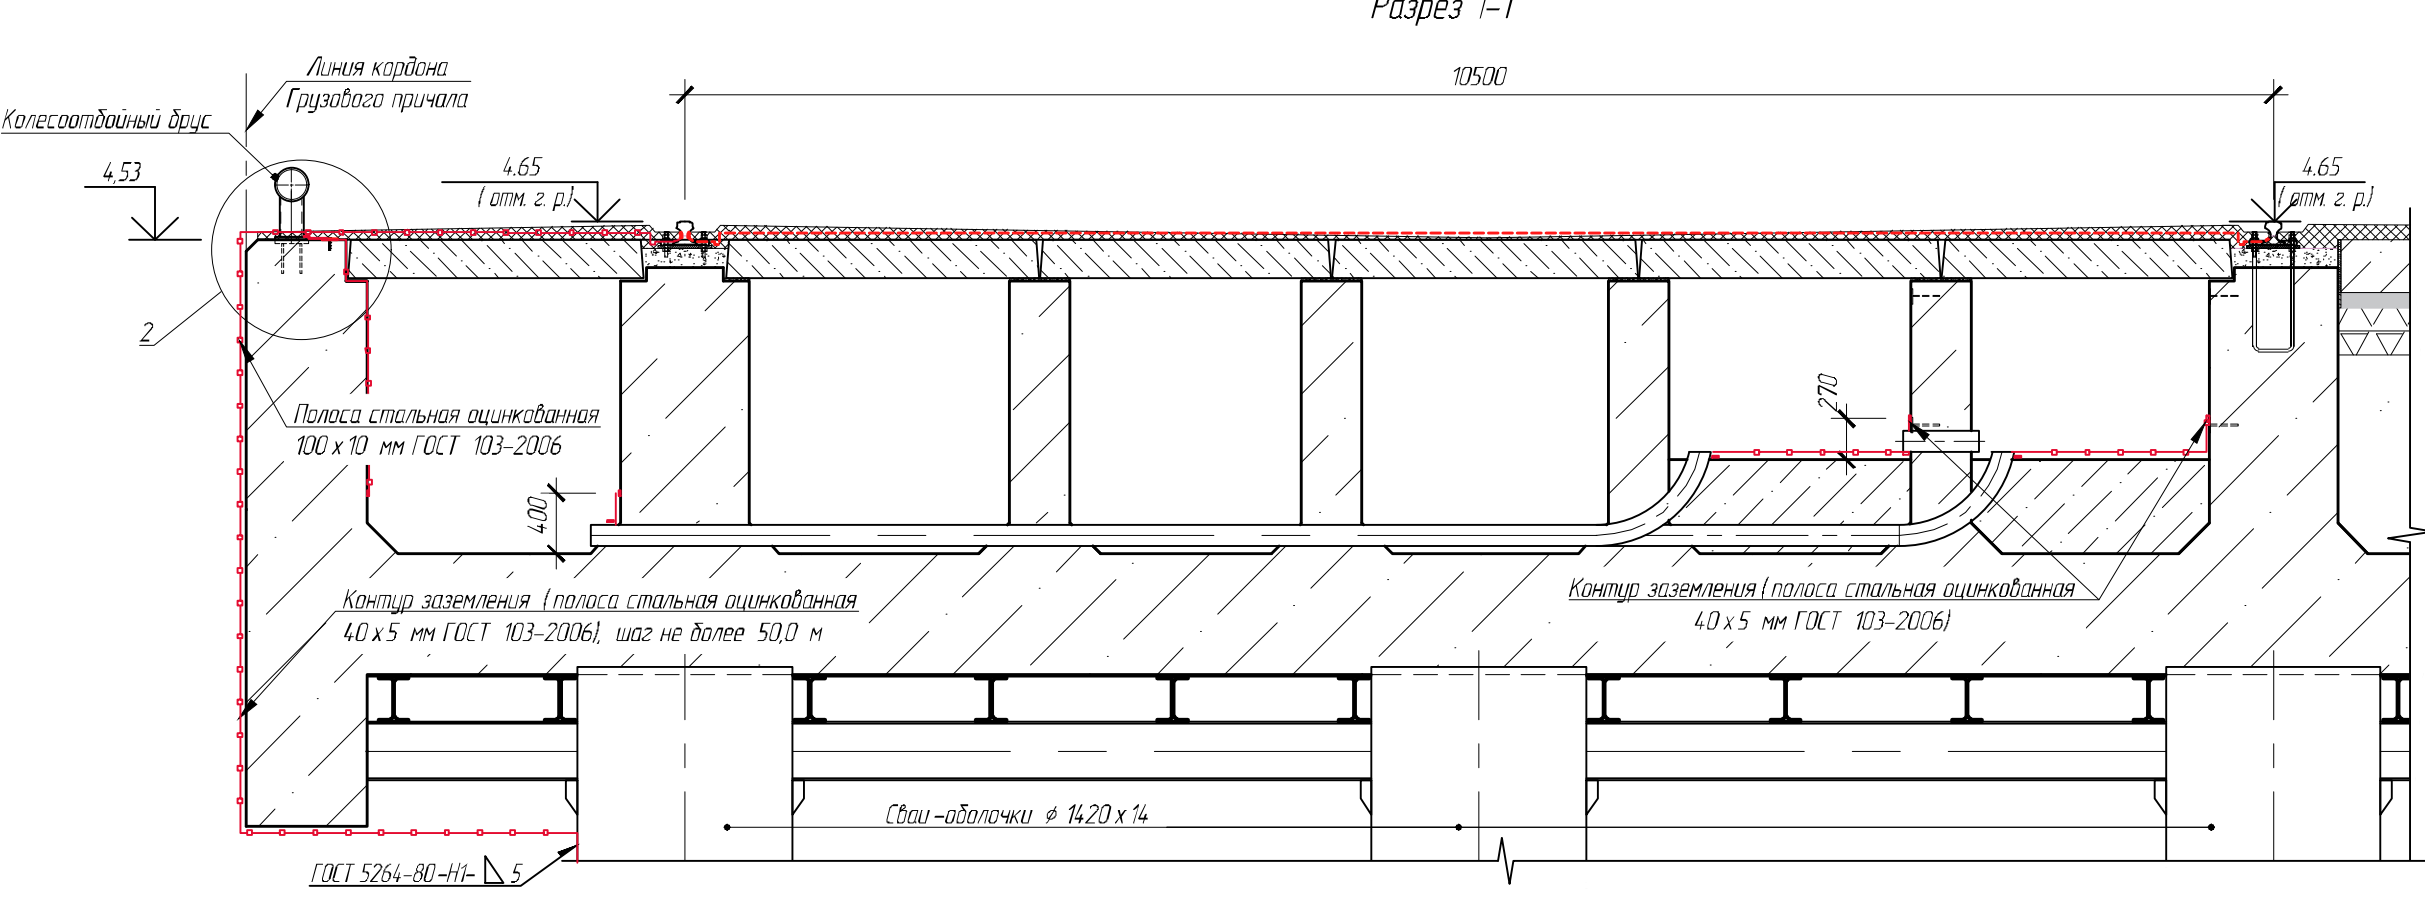 Разрез 1-1
Линия кордона
Грузового причала
10500
Колесоотбойный брус
4,53
4.65
( отм. г. р.)
4.65
( отм. г. р.)
2
270
Полоса стальная оцинкованная
100 х 10 мм ГОСТ 103-2006
400
Контур заземления ( полоса стальная оцинкованная
40 х 5 мм ГОСТ 103-2006), шаг не более 50,0 м
Контур заземления ( полоса стальная оцинкованная
40 х 5 мм ГОСТ 103-2006)
Сваи -оболочки ϕ 1420 х 14
ГОСТ 5264-80-Н1- 5